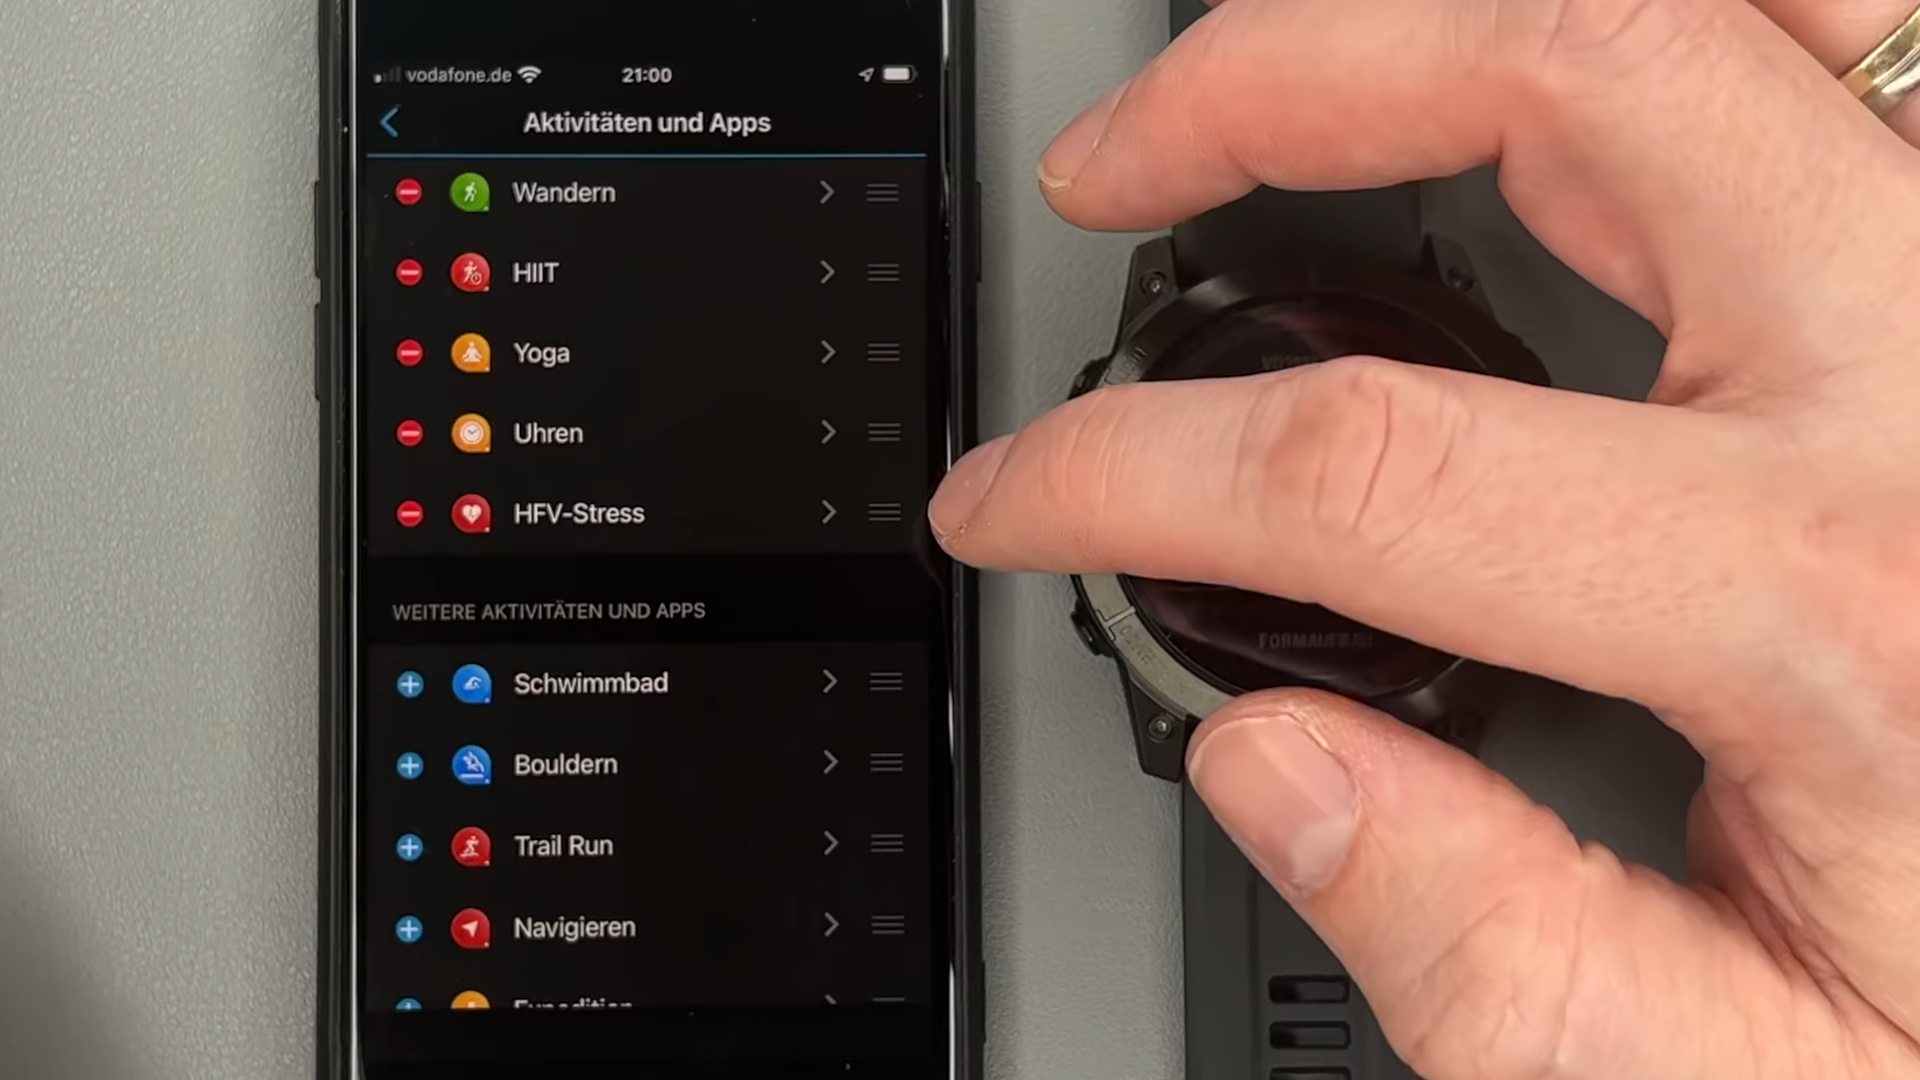 vodafone.de 21:00
Aktivitäten und Apps
Wandern
HIIT
Yoga
Uhren
HFV-Stress
WEITERE AKTIVITÄTEN UND APPS
Schwimmbad
Bouldern
Trail Run
Navigieren
Expedition